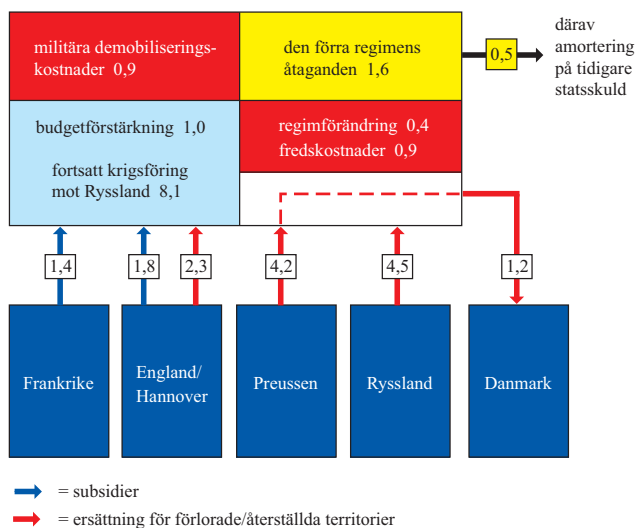 militära demobiliserings-
kostnader 0,9
den förra regimens
åtaganden 1,6
0,5
därav
amortering
på tidigare
statsskuld
budgetförstärkning 1,0
fortsatt krigsföring
mot Ryssland 8,1
regimförändring 0,4
fredskostnader 0,9
1,4
1,8
2,3
4,2
4,5
1,2
Frankrike
England/
Hannover
Preussen
Ryssland
Danmark
= subsidier
= ersättning för förlorade/återställda territorier